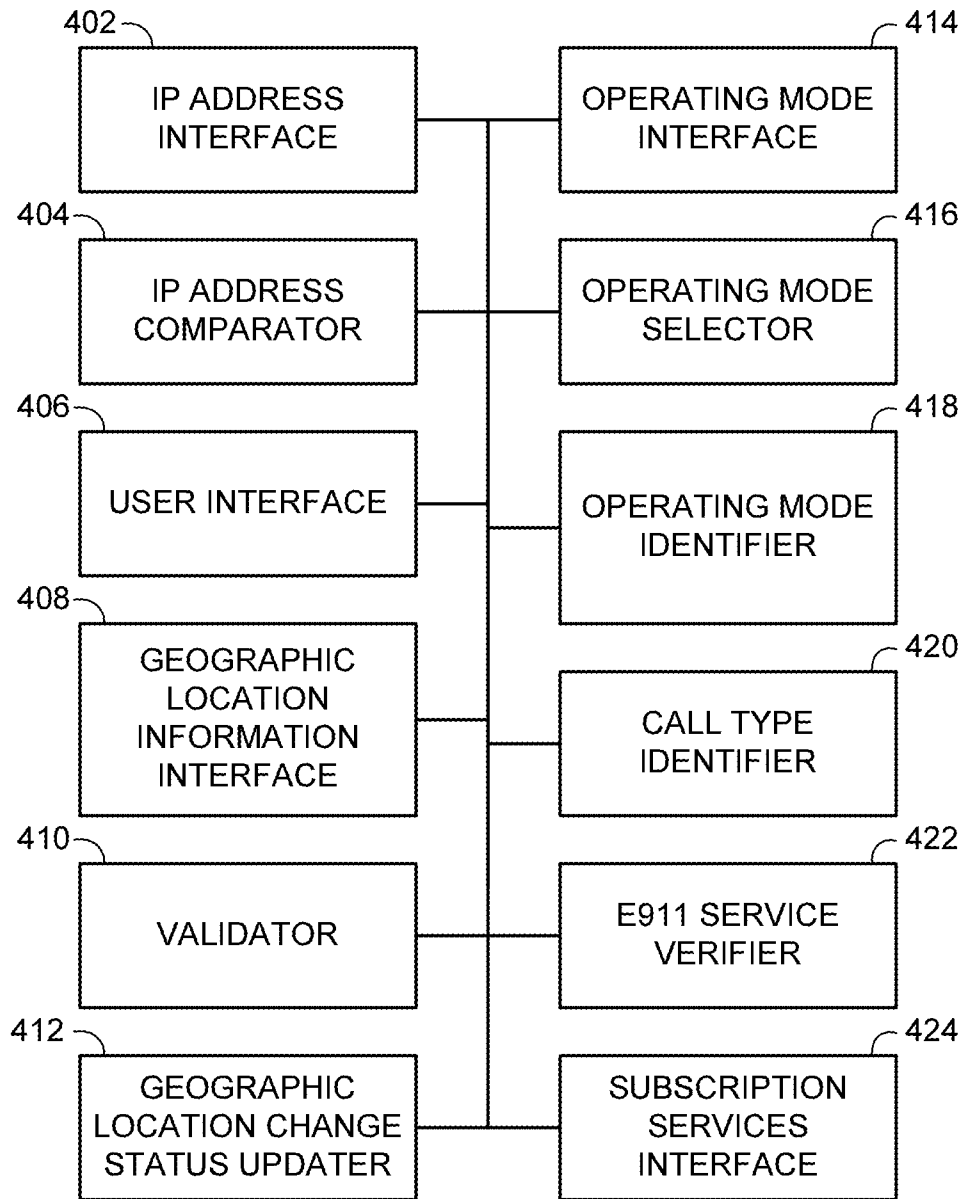 402
IP ADDRESS
INTERFACE
414
OPERATING MODE
INTERFACE
404
IP ADDRESS
COMPARATOR
416
OPERATING MODE
SELECTOR
406
USER INTERFACE
418
OPERATING MODE
IDENTIFIER
408
GEOGRAPHIC
LOCATION
INFORMATION
INTERFACE
420
CALL TYPE
IDENTIFIER
410
VALIDATOR
422
E911 SERVICE
VERIFIER
412
GEOGRAPHIC
LOCATION CHANGE
STATUS UPDATER
424
SUBSCRIPTION
SERVICES
INTERFACE